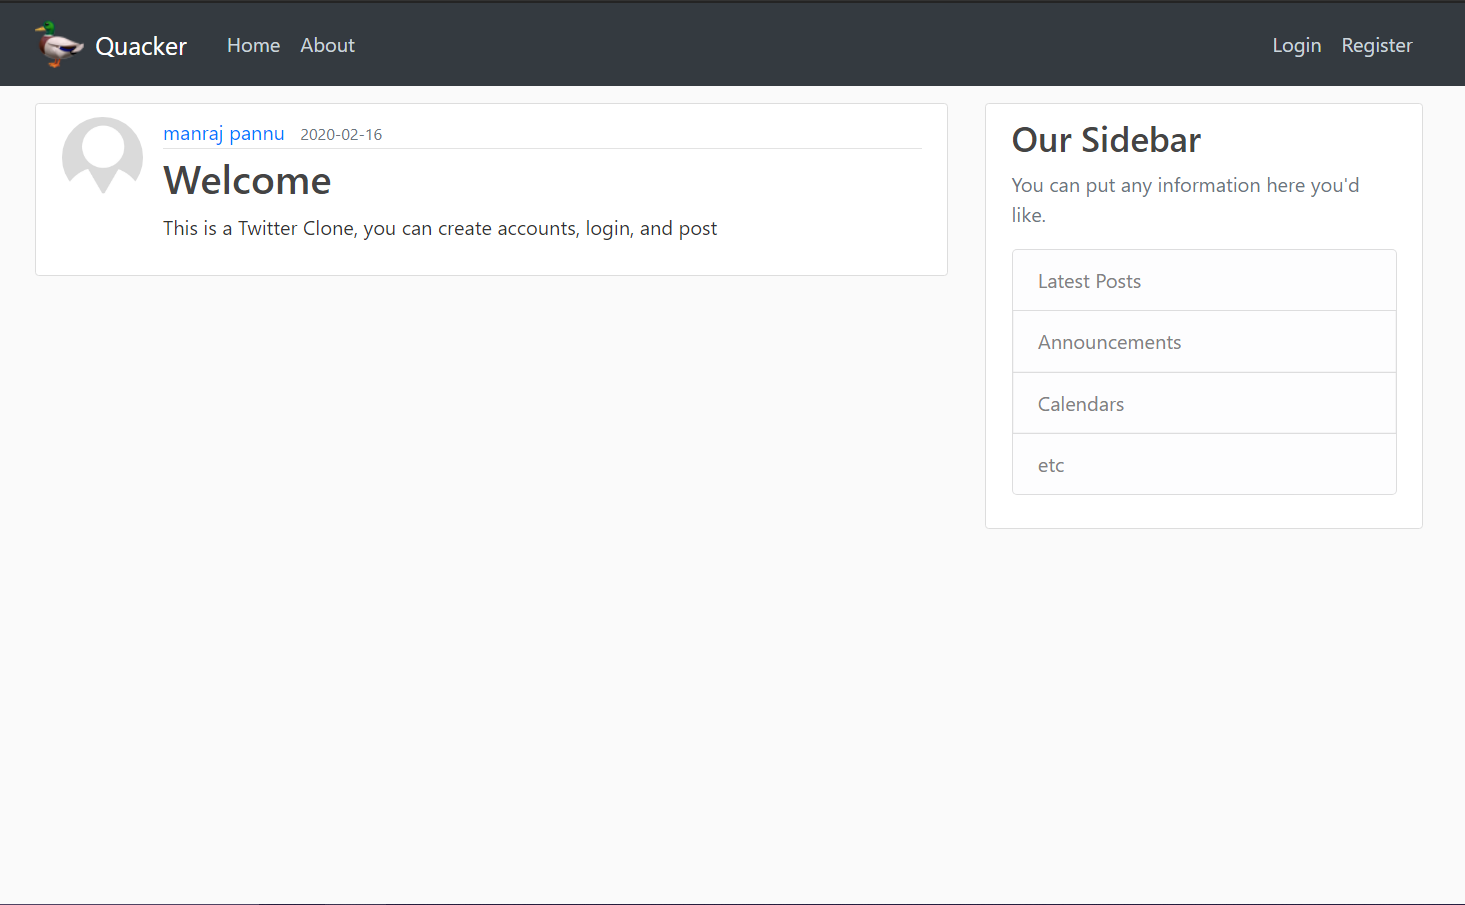 Quacker Home About Login Register
manraj pannu 2020-02-16
Welcome
This is a Twitter Clone, you can create accounts, login, and post
Our Sidebar
You can put any information here you'd
like.
Latest Posts
Announcements
Calendars
etc